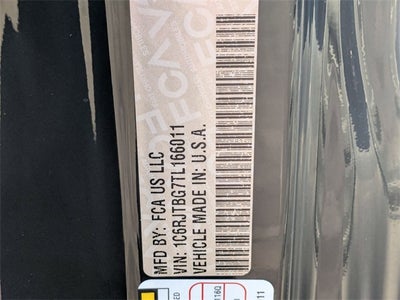 MFD BY: FCA US LLC
VIN: 1C6RJTBG7TL166011
VEHICLE MADE IN: U.S.A.